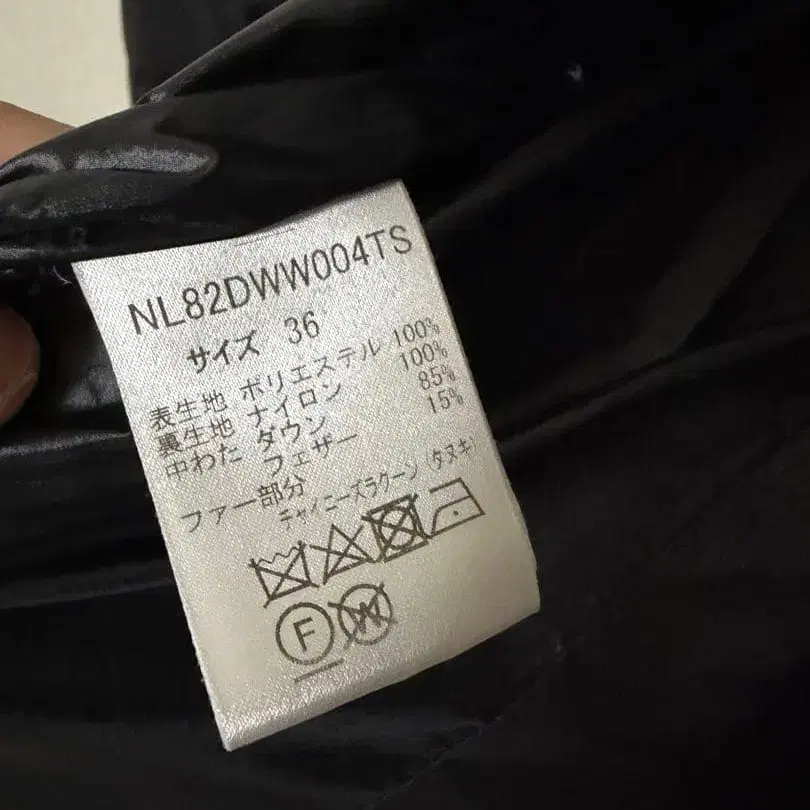 NL82DWW004TS
サイズ 36
表生地 ポリエステル 100%
裏生地 ナイロン 100%
中わた ダウン 85%
フェザー 15%
ファー部分
チャイニーズラクーン(タヌキ)
F W